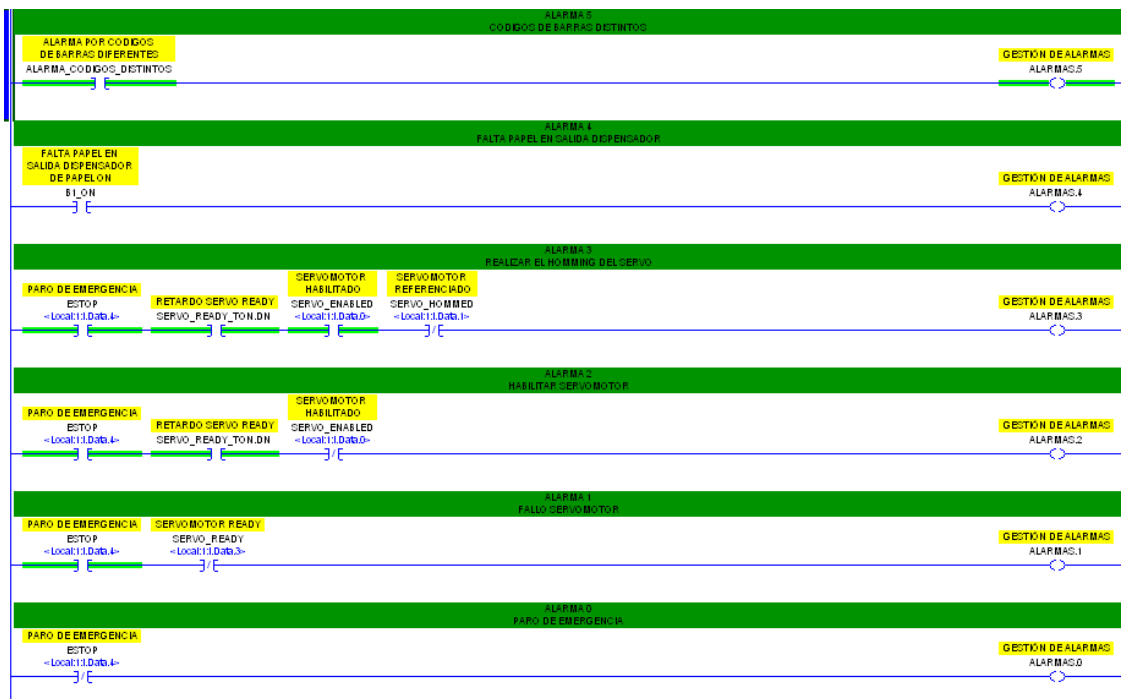 ALARMA 5
CODIGOS DE BARRAS DISTINTOS
ALARMA POR CODIGOS
DE BARRAS DIFERENTES
ALARMA_CODIGOS_DISTINTOS
GESTIÓN DE ALARMAS
ALARMAS.5
ALARMA 4
FALTA PAPEL EN SALIDA DISPENSADOR
FALTA PAPEL EN
SALIDA DISPENSADOR
DE PAPEL ON
B1_ON
GESTIÓN DE ALARMAS
ALARMAS.4
ALARMA 3
REALIZAR EL HOMMING DEL SERVO
PARO DE EMERGENCIA
ESTOP
<Local:1:I.Data.4>
RETARDO SERVO READY
SERVO_READY_TON.DN
SERVOMOTOR
HABILITADO
SERVO_ENABLED
<Local:1:I.Data.0>
SERVOMOTOR
REFERENCIADO
SERVO_HOMMED
<Local:1:I.Data.1>
GESTIÓN DE ALARMAS
ALARMAS.3
ALARMA 2
HABILITAR SERVOMOTOR
PARO DE EMERGENCIA
ESTOP
<Local:1:I.Data.4>
RETARDO SERVO READY
SERVO_READY_TON.DN
SERVOMOTOR
HABILITADO
SERVO_ENABLED
<Local:1:I.Data.0>
GESTIÓN DE ALARMAS
ALARMAS.2
ALARMA 1
FALLO SERVOMOTOR
PARO DE EMERGENCIA
ESTOP
<Local:1:I.Data.4>
SERVOMOTOR READY
SERVO_READY
<Local:1:I.Data.3>
GESTIÓN DE ALARMAS
ALARMAS.1
ALARMA 0
PARO DE EMERGENCIA
PARO DE EMERGENCIA
ESTOP
<Local:1:I.Data.4>
GESTIÓN DE ALARMAS
ALARMAS.0